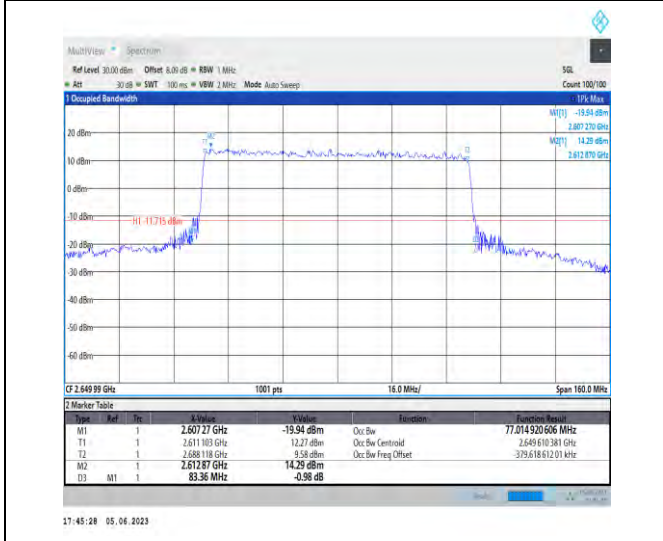 MultiView Spectrum
Ref Level 30.00 dBm Offset 8.09 dB RBW 1 MHz SGL
Att 30 dB SWT 100 ms VBW 2 MHz Mode Auto Sweep Count 100/100
1 Occupied Bandwidth 1Pk Max
M1[1] -19.94 dBm
2.607 270 GHz
M2[1] 14.29 dBm
2.612 870 GHz
20 dBm
M2
T1
T2
10 dBm
0 dBm
-10 dBm
H1 -11.715 dBm
-20 dBm
-30 dBm
-40 dBm
-50 dBm
-60 dBm
CF 2.649 99 GHz 1001 pts 16.0 MHz/ Span 160.0 MHz
2 Marker Table
Type Ref Trc X-Value Y-Value Function Function Result
M1 1 2.607 27 GHz -19.94 dBm Occ Bw 77.014 920 606 MHz
T1 1 2.611 103 GHz 12.27 dBm Occ Bw Centroid 2.649 610 381 GHz
T2 1 2.688 118 GHz 9.58 dBm Occ Bw Freq Offset -379.618 612 01 kHz
M2 1 2.612 87 GHz 14.29 dBm
D3 M1 1 83.36 MHz -0.98 dB
17:45:28 05.06.2023